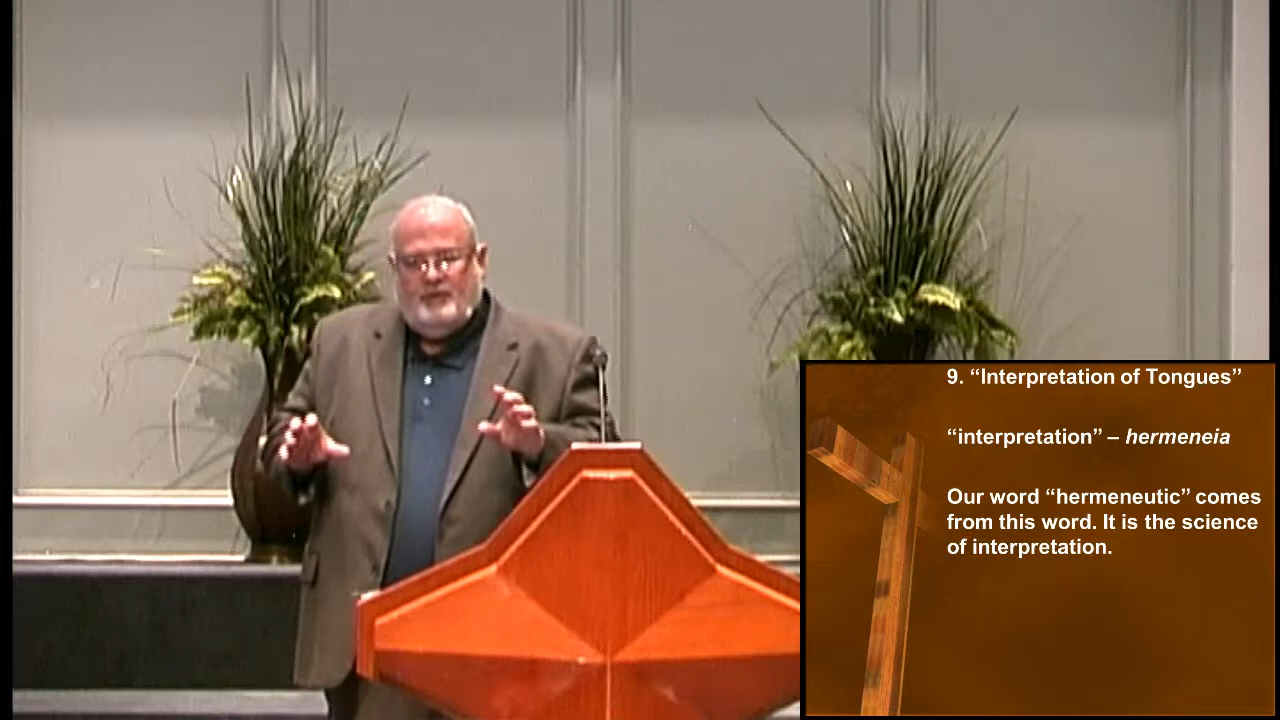 9. “Interpretation of Tongues”
“interpretation” – hermeneia
Our word “hermeneutic” comes
from this word. It is the science
of interpretation.